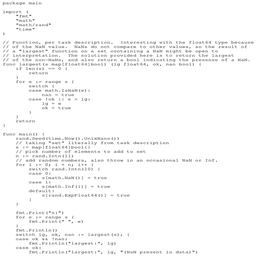 package main
import (
"fmt"
"math"
"math/rand"
"time"
)
// Function, per task description. Interesting with the float64 type because
// of the NaN value. NaNs do not compare to other values, so the result of
// a "largest" function on a set containing a NaN might be open to
// interpretation. The solution provided here is to return the largest
// of the non-NaNs, and also return a bool indicating the presence of a NaN.
func largest(s map[float64]bool) (lg float64, ok, nan bool) {
if len(s) == 0 {
return
}
for e := range s {
switch {
case math.IsNaN(e):
nan = true
case !ok || e > lg:
lg = e
ok = true
}
}
return
}
func main() {
rand.Seed(time.Now().UnixNano())
// taking "set" literally from task description
s := map[float64]bool{}
// pick number of elements to add to set
n := rand.Intn(11)
// add random numbers, also throw in an occasional NaN or Inf.
for i := 0; i < n; i++ {
switch rand.Intn(10) {
case 0:
s[math.NaN()] = true
case 1:
s[math.Inf(1)] = true
default:
s[rand.ExpFloat64()] = true
}
}
fmt.Print("s:")
for e := range s {
fmt.Print(" ", e)
}
fmt.Println()
switch lg, ok, nan := largest(s); {
case ok && !nan:
fmt.Println("largest:", lg)
case ok:
fmt.Println("largest:", lg, "(NaN present in data)")